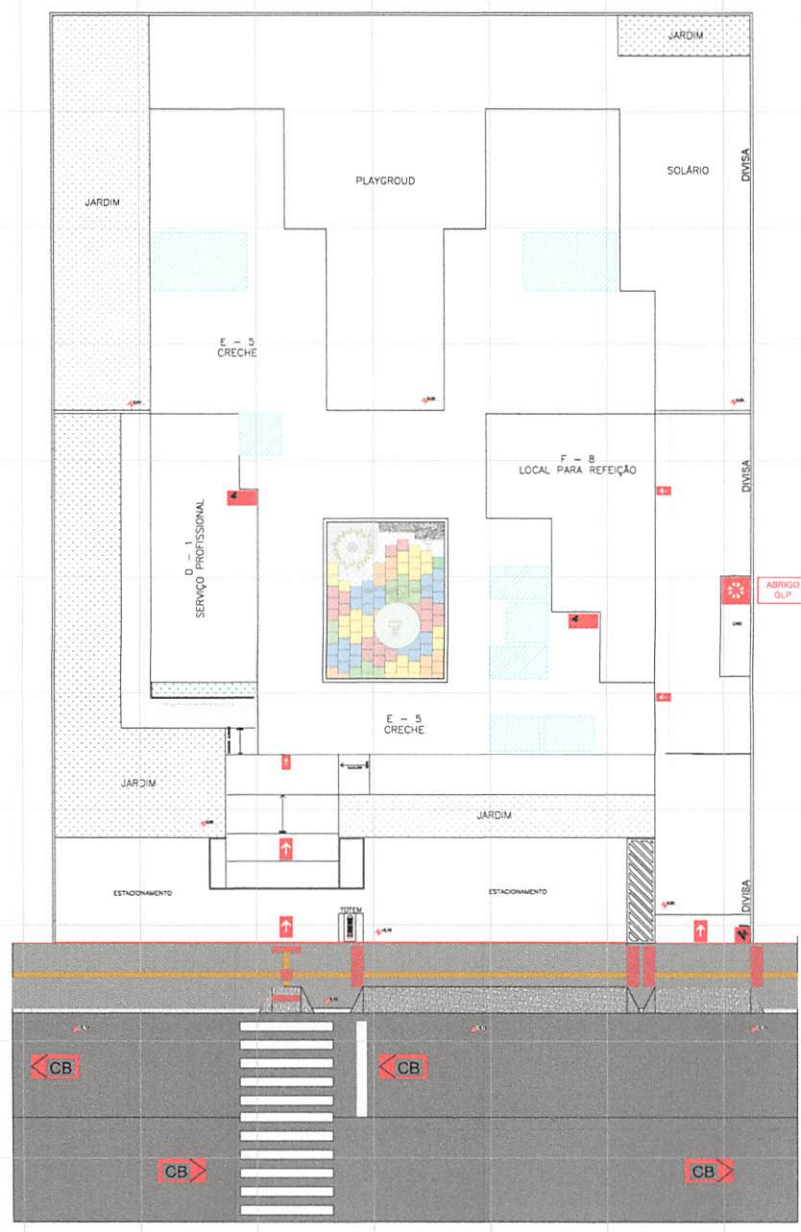 JARDIM
DIVISA
SOLÁRIO
PLAYGROUD
JARDIM
E - 5
CRECHE
F - 8
LOCAL PARA REFEIÇÃO
DIVISA
D - 1
SERVIÇO PROFISSIONAL
ABRIGO
GLP
LIXO
E - 5
CRECHE
JARDIM
JARDIM
ESTACIONAMENTO
ESTACIONAMENTO
DIVISA
TOTEM
CB
CB
CB
CB